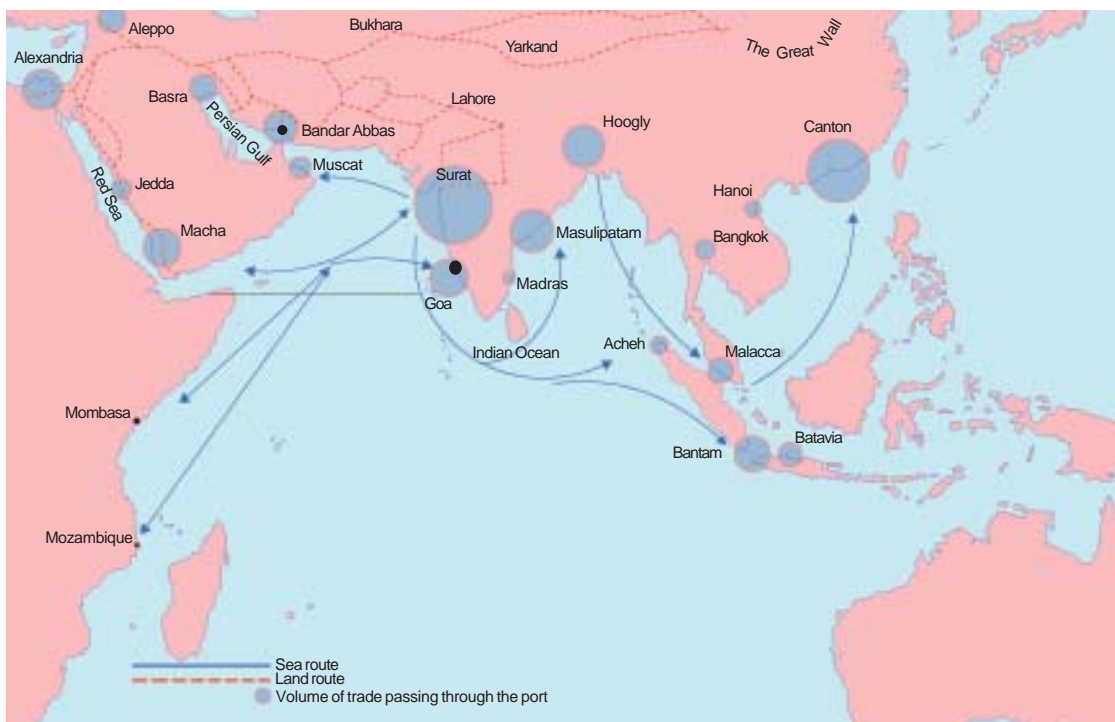 Aleppo
Bukhara
Yarkand
The Great Wall
Alexandria
Basra
Persian Gulf
Lahore
Bandar Abbas
Hoogly
Canton
Muscat
Surat
Red Sea
Jedda
Hanoi
Macha
Masulipatam
Bangkok
Goa
Madras
Indian Ocean
Acheh
Malacca
Mombasa
Bantam
Batavia
Mozambique
Sea route
Land route
Volume of trade passing through the port